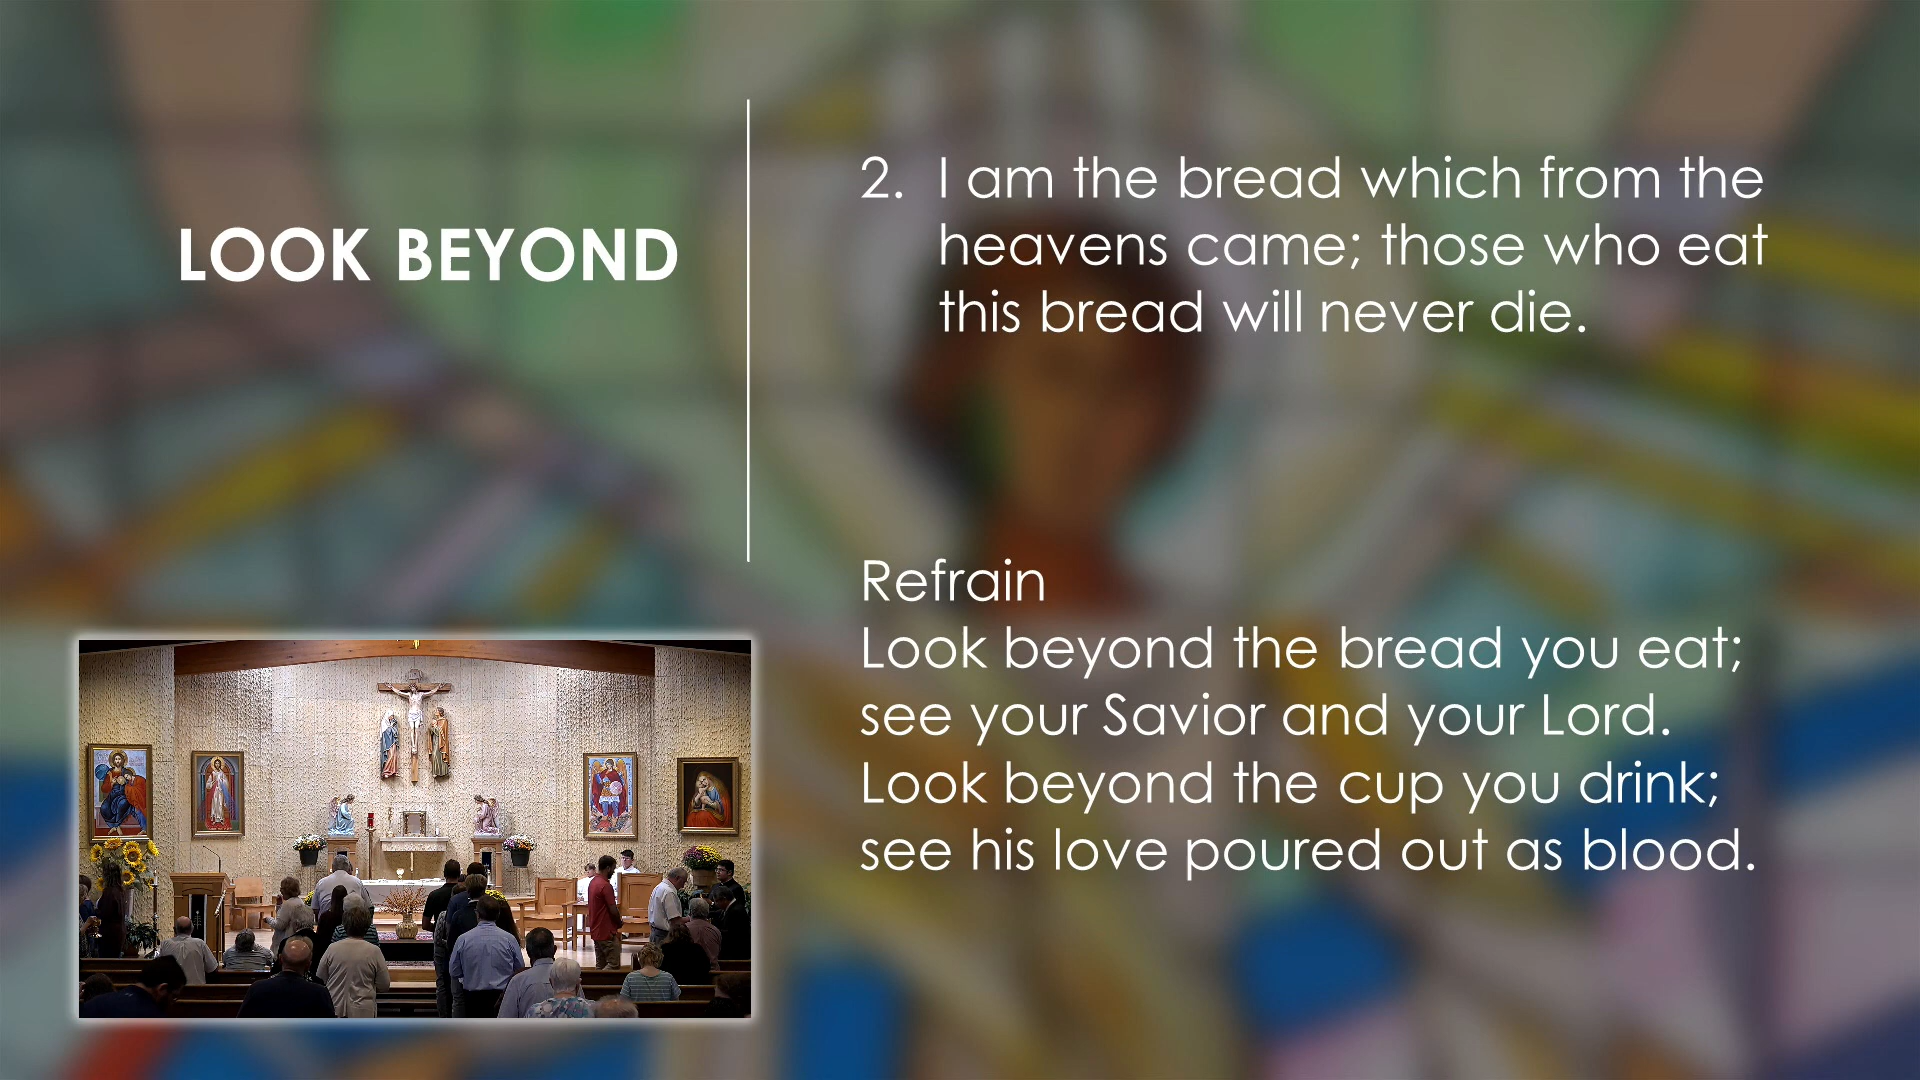 LOOK BEYOND
2. I am the bread which from the
heavens came; those who eat
this bread will never die.
Refrain
Look beyond the bread you eat;
see your Savior and your Lord.
Look beyond the cup you drink;
see his love poured out as blood.